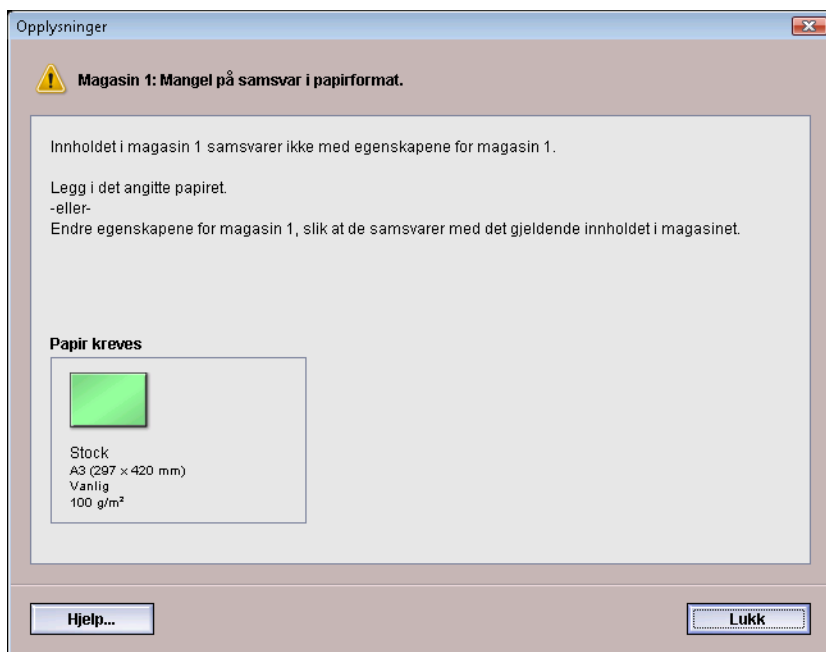 Opplysninger
Magasin 1: Mangel på samsvar i papirformat.
Innholdet i magasin 1 samsvarer ikke med egenskapene for magasin 1.
Legg i det angitte papiret.
-eller-
Endre egenskapene for magasin 1, slik at de samsvarer med det gjeldende innholdet i magasinet.
Papir kreves
Stock
A3 (297 x 420 mm)
Vanlig
100 g/m²
Hjelp...
Lukk